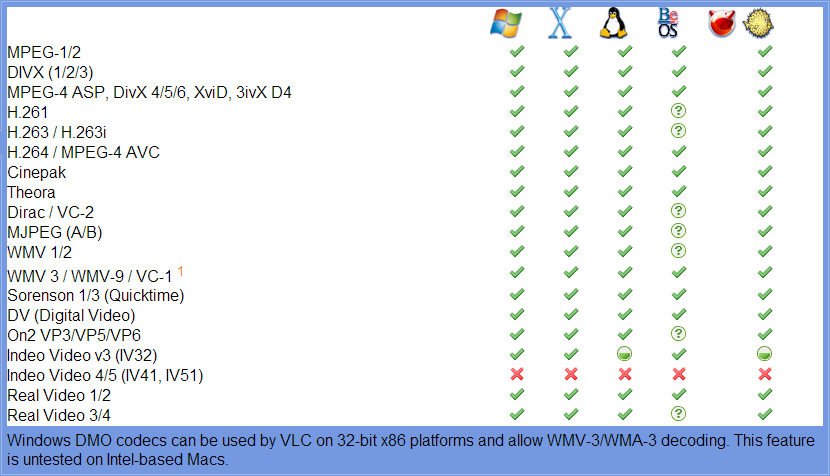 X
Be
OS
MPEG-1/2
DIVX (1/2/3)
MPEG-4 ASP, DivX 4/5/6, XviD, 3ivX D4
H.261
?
H.263 / H.263i
?
H.264 / MPEG-4 AVC
Cinepak
Theora
Dirac / VC-2
?
MJPEG (A/B)
?
WMV 1/2
?
WMV 3 / WMV-9 / VC-1 1
Sorenson 1/3 (Quicktime)
DV (Digital Video)
On2 VP3/VP5/VP6
?
Indeo Video v3 (IV32)
Indeo Video 4/5 (IV41, IV51)
Real Video 1/2
Real Video 3/4
?
Windows DMO codecs can be used by VLC on 32-bit x86 platforms and allow WMV-3/WMA-3 decoding. This feature
is untested on Intel-based Macs.